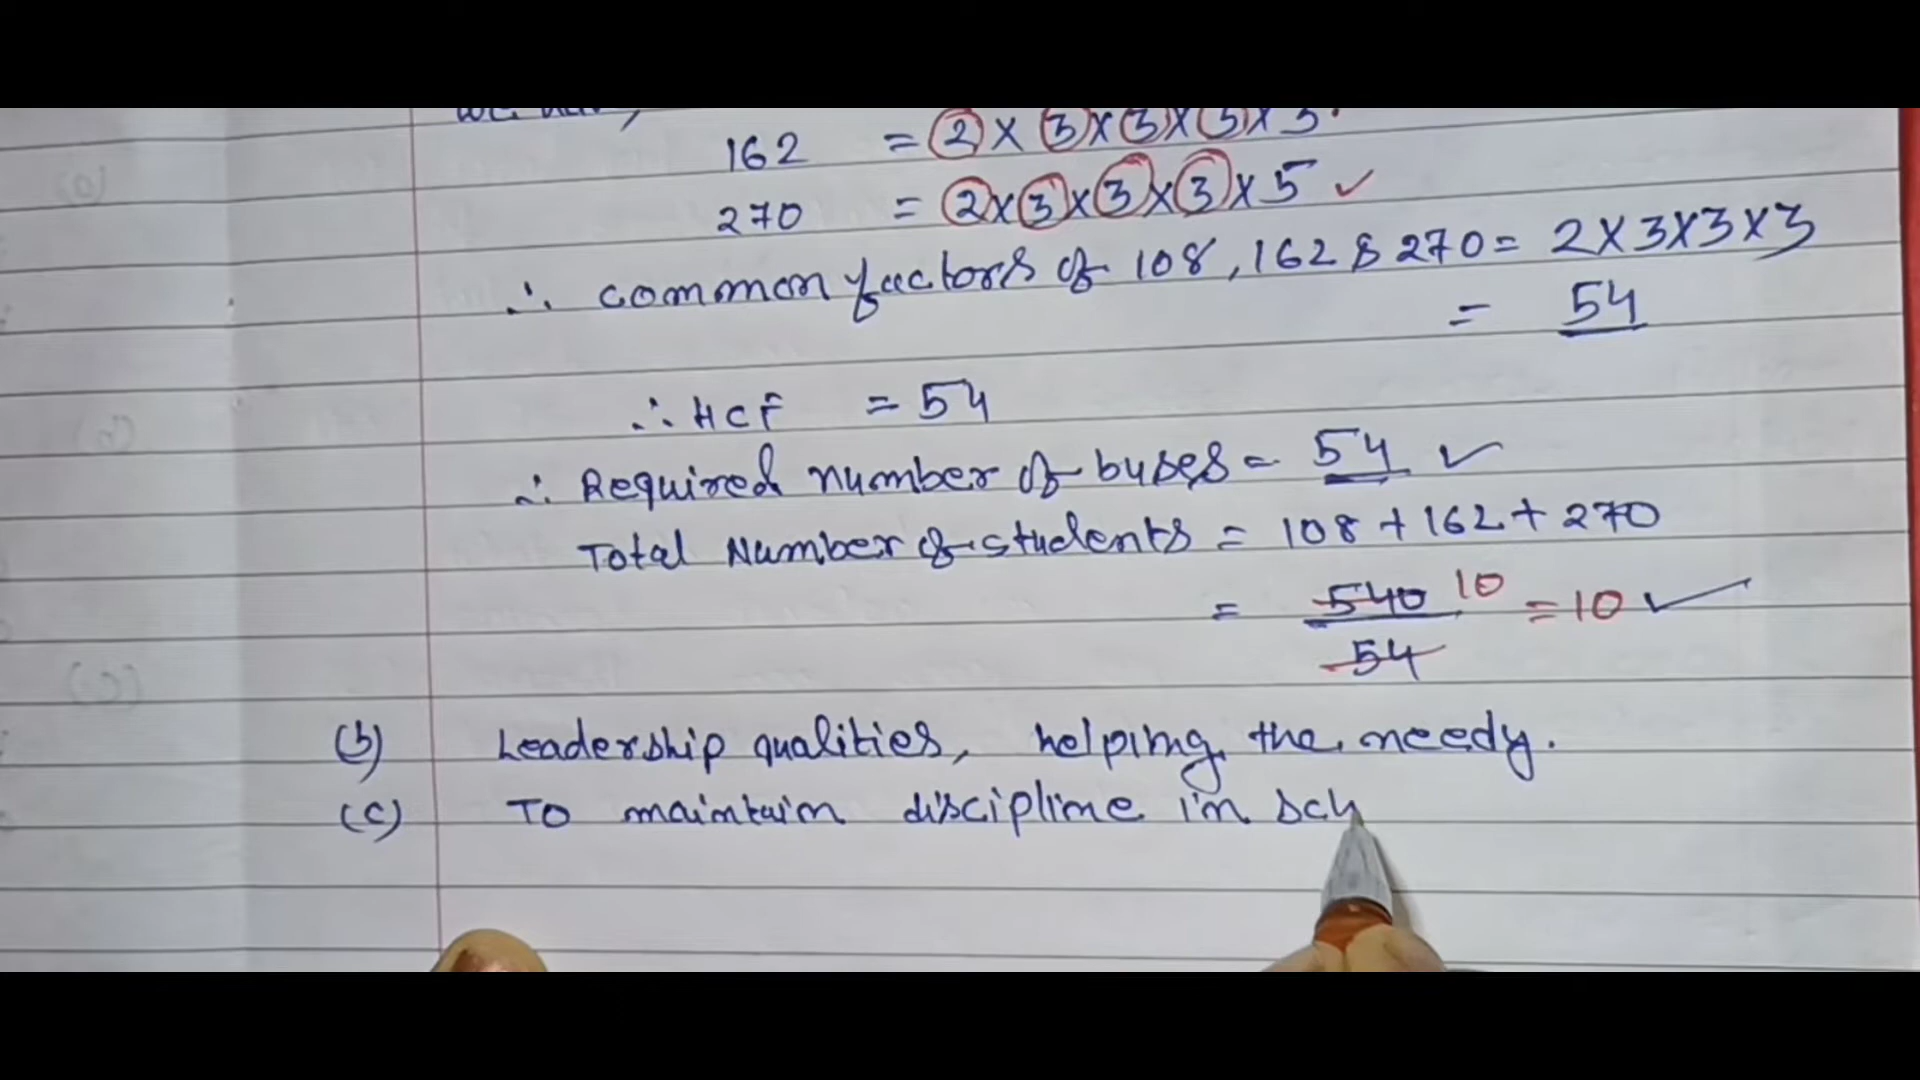 162 = 2 × 3 × 3 × 3 × 3.
270 = 2 × 3 × 3 × 3 × 5 ✓
∴ common factors of 108, 162 & 270 = 2 × 3 × 3 × 3
= 54
∴ HCF = 54
∴ Required number of buses = 54 ✓
Total Number of students = 108 + 162 + 270
= 540/54 10 = 10 ✓
(b) Leadership qualities, helping the needy.
(c) To maintain discipline in sch